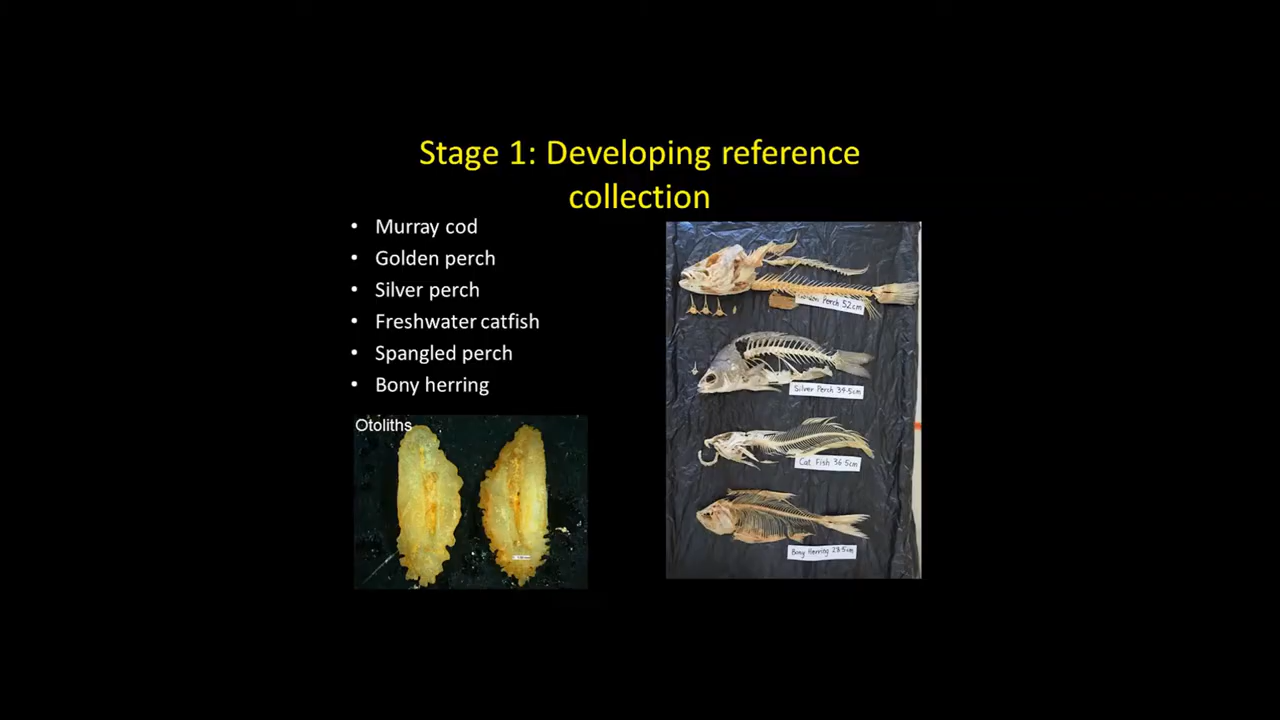 Stage 1: Developing reference
collection
• Murray cod
• Golden perch
• Silver perch
• Freshwater catfish
• Spangled perch
• Bony herring
Otoliths
Perch 52cm
Silver Perch 39.5cm
Cat Fish 36.5cm
Bony Herring 28.5cm